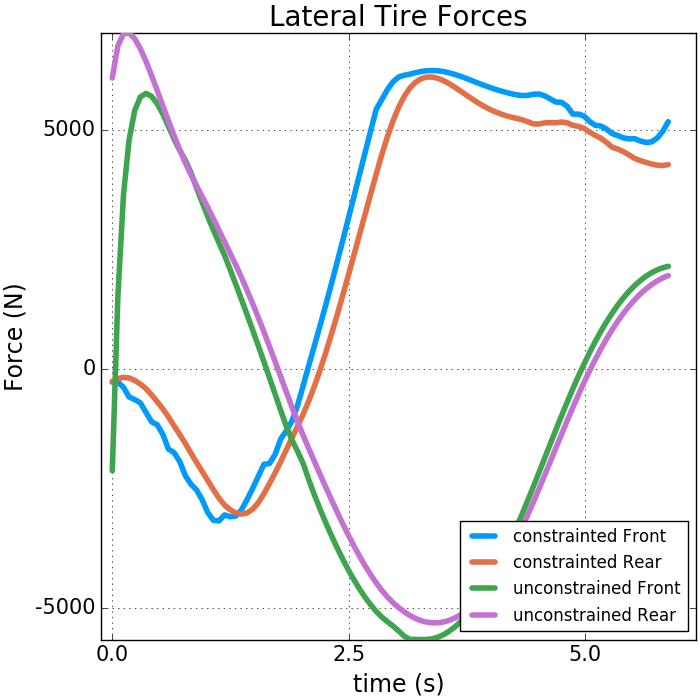 Lateral Tire Forces
Force (N)
5000
0
-5000
constrainted Front
constrainted Rear
unconstrained Front
unconstrained Rear
0.0 2.5 5.0
time (s)